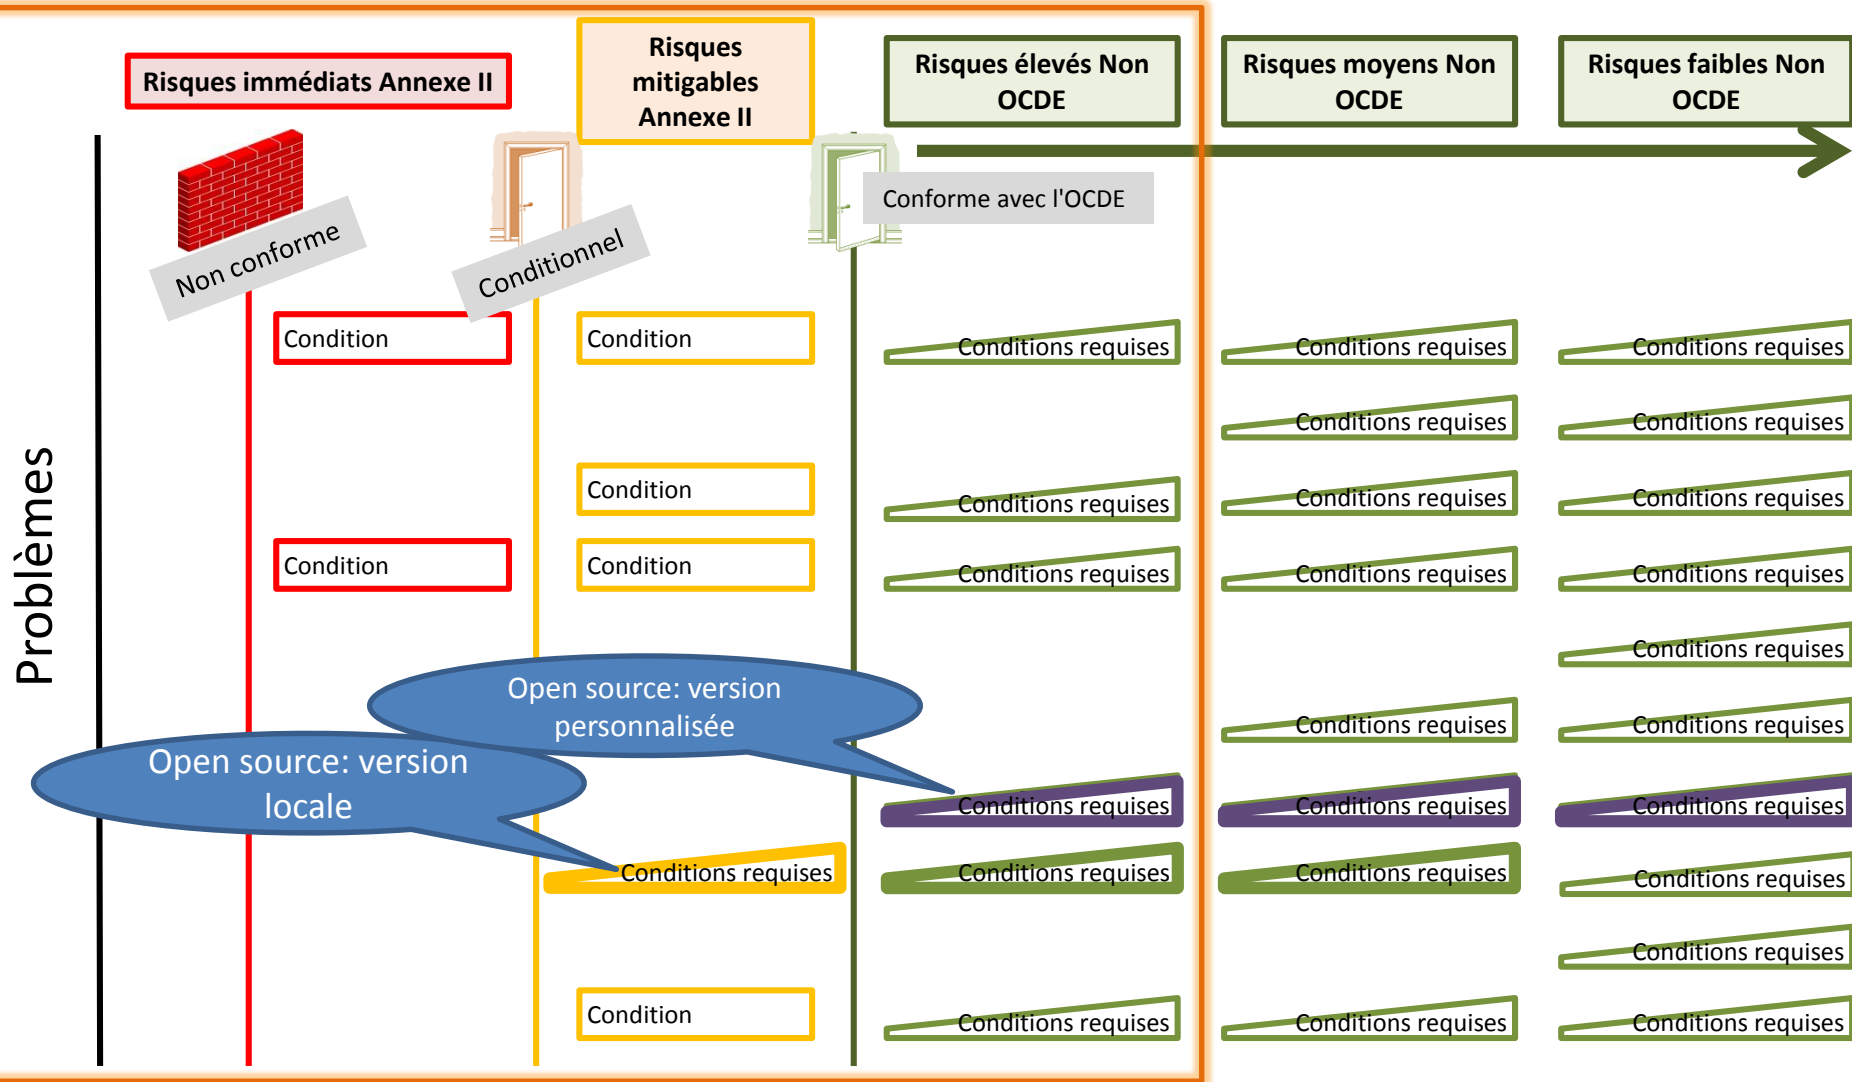 Risques immédiats Annexe II
Risques
mitigables
Annexe II
Risques élevés Non
OCDE
Risques moyens Non
OCDE
Risques faibles Non
OCDE
Non conforme
Conditionnel
Conforme avec l'OCDE
Problèmes
Condition
Condition
Conditions requises
Conditions requises
Conditions requises
Conditions requises
Conditions requises
Condition
Conditions requises
Conditions requises
Conditions requises
Condition
Condition
Conditions requises
Conditions requises
Conditions requises
Conditions requises
Open source: version
personnalisée
Conditions requises
Conditions requises
Open source: version
locale
Conditions requises
Conditions requises
Conditions requises
Conditions requises
Conditions requises
Conditions requises
Conditions requises
Conditions requises
Condition
Conditions requises
Conditions requises
Conditions requises